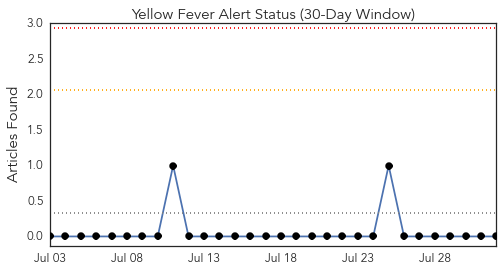 Yellow Fever Alert Status (30-Day Window)
Articles Found
3.0
2.5
2.0
1.5
1.0
0.5
0.0
Jul 03 Jul 08 Jul 13 Jul 18 Jul 23 Jul 28